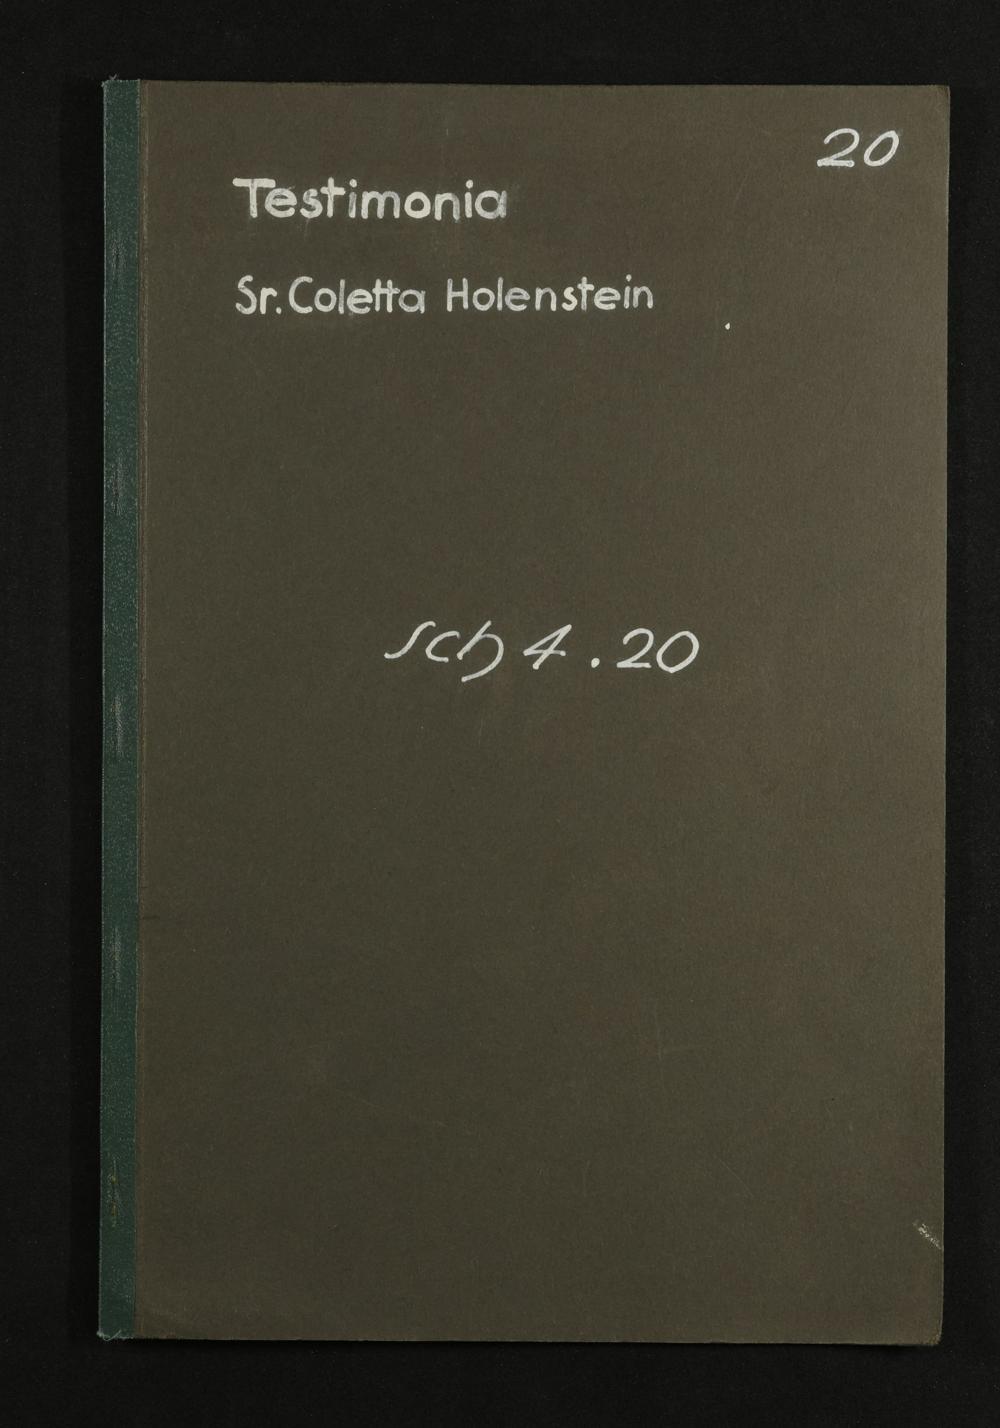 20
Testimonia
Sr. Coletta Holenstein
Sch 4.20